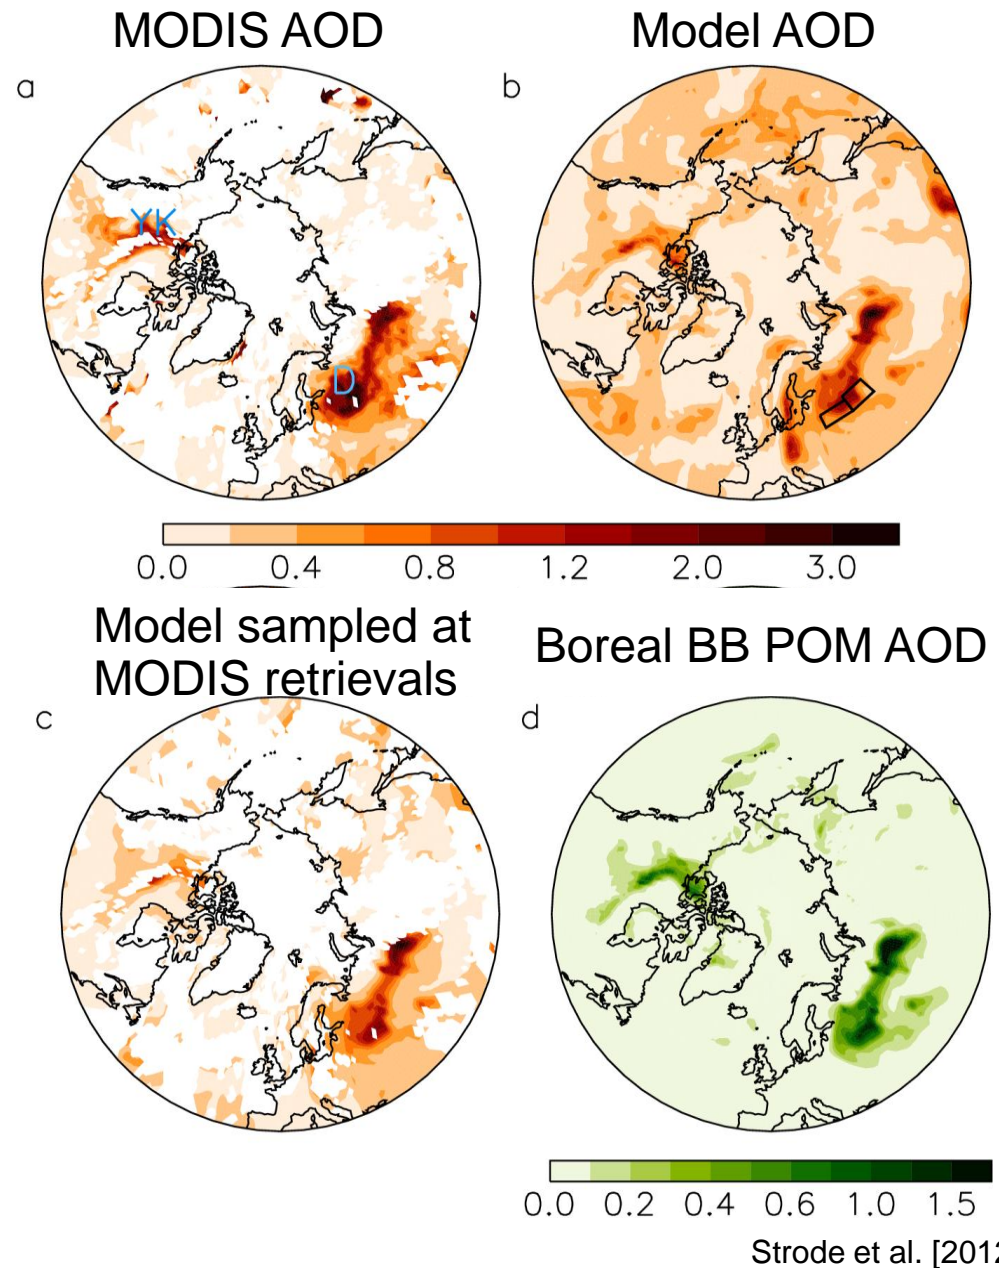 MODIS AOD
Model AOD
a
b
YK
D
0.0 0.4 0.8 1.2 2.0 3.0
Model sampled at
MODIS retrievals
Boreal BB POM AOD
c
d
0.0 0.2 0.4 0.6 1.0 1.5
Strode et al. [2012